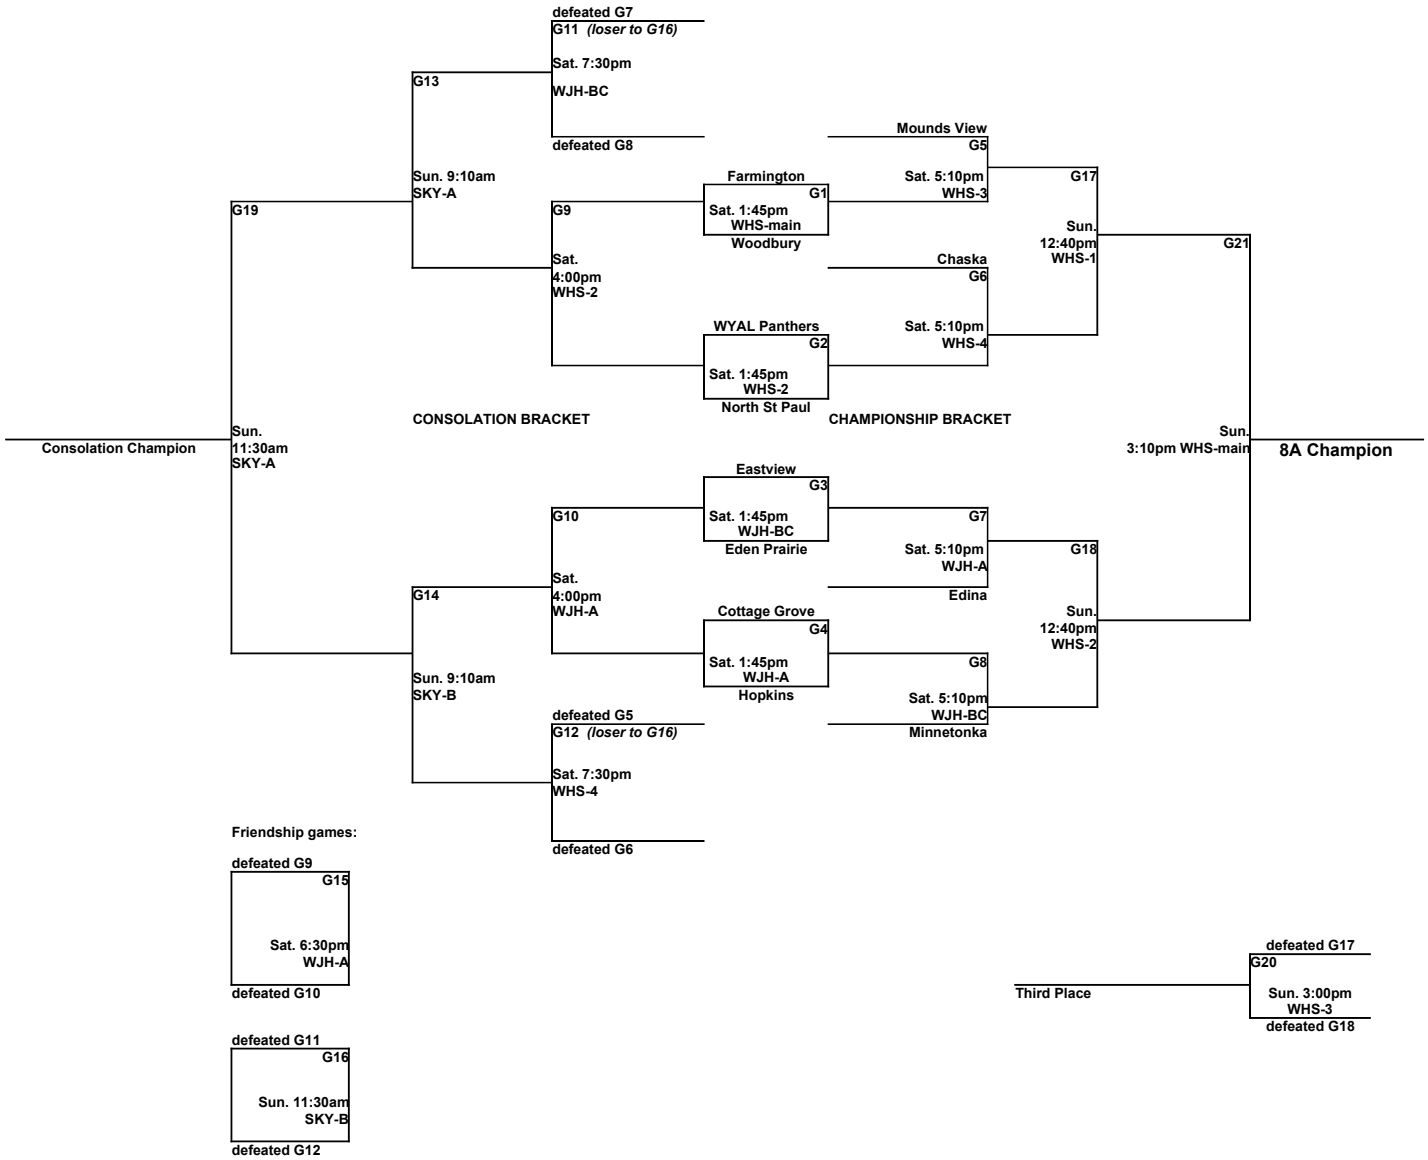 defeated G7
G11 (loser to G16)
Sat. 7:30pm
WJH-BC
defeated G8
G13
Sun. 9:10am
SKY-A
G19
Sun.
11:30am
SKY-A
Consolation Champion
G9
Sat.
4:00pm
WHS-2
Farmington
G1
Sat. 1:45pm
WHS-main
Woodbury
WYAL Panthers
G2
Sat. 1:45pm
WHS-2
North St Paul
Mounds View
G5
Sat. 5:10pm
WHS-3
Chaska
G6
Sat. 5:10pm
WHS-4
G17
Sun.
12:40pm
WHS-1
G21
Sun.
3:10pm WHS-main
8A Champion
CONSOLATION BRACKET
CHAMPIONSHIP BRACKET
Eastview
G3
Sat. 1:45pm
WJH-BC
Eden Prairie
G10
Sat.
4:00pm
WJH-A
G14
Sun. 9:10am
SKY-B
Cottage Grove
G4
Sat. 1:45pm
WJH-A
Hopkins
G7
Sat. 5:10pm
WJH-A
Edina
G8
Sat. 5:10pm
WJH-BC
Minnetonka
G18
Sun.
12:40pm
WHS-2
defeated G5
G12 (loser to G16)
Sat. 7:30pm
WHS-4
defeated G6
Friendship games:
defeated G9
G15
Sat. 6:30pm
WJH-A
defeated G10
defeated G11
G16
Sun. 11:30am
SKY-B
defeated G12
defeated G17
G20
Third Place
Sun. 3:00pm
WHS-3
defeated G18